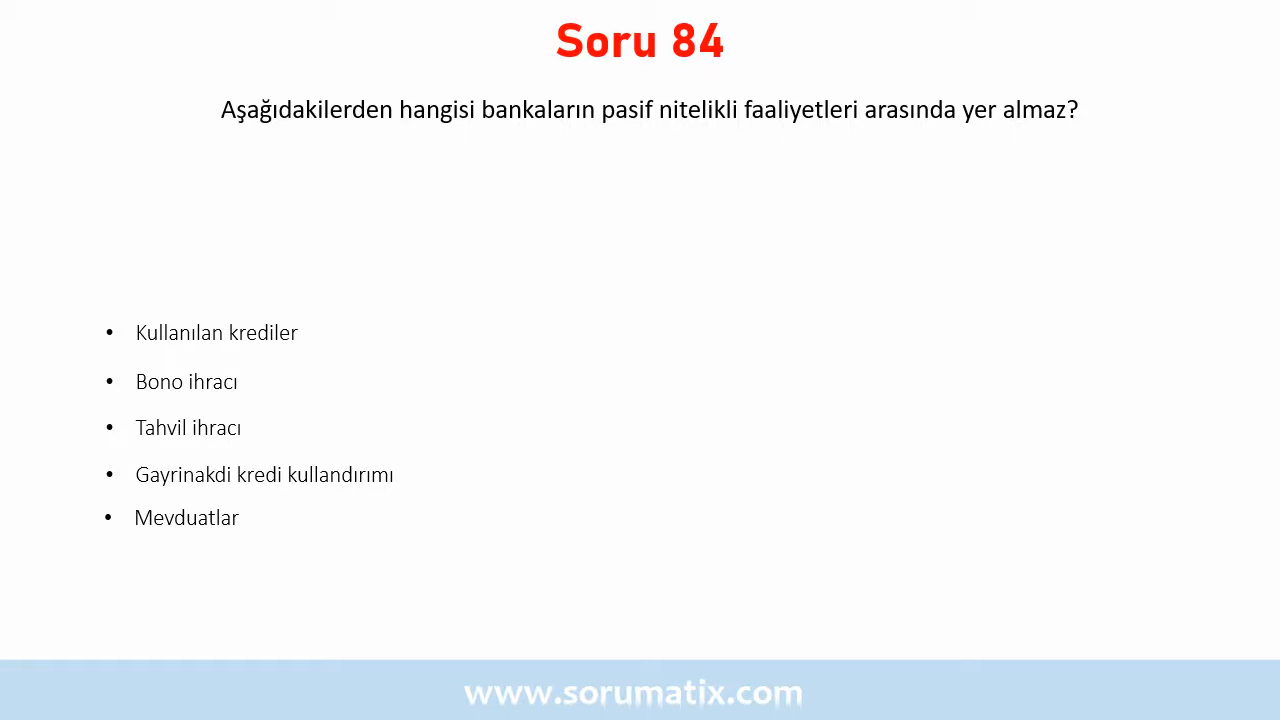 Soru 84
Aşağıdakilerden hangisi bankaların pasif nitelikli faaliyetleri arasında yer almaz?
• Kullanılan krediler
• Bono ihracı
• Tahvil ihracı
• Gayrinakdi kredi kullandırımı
• Mevduatlar
www.sorumatix.com